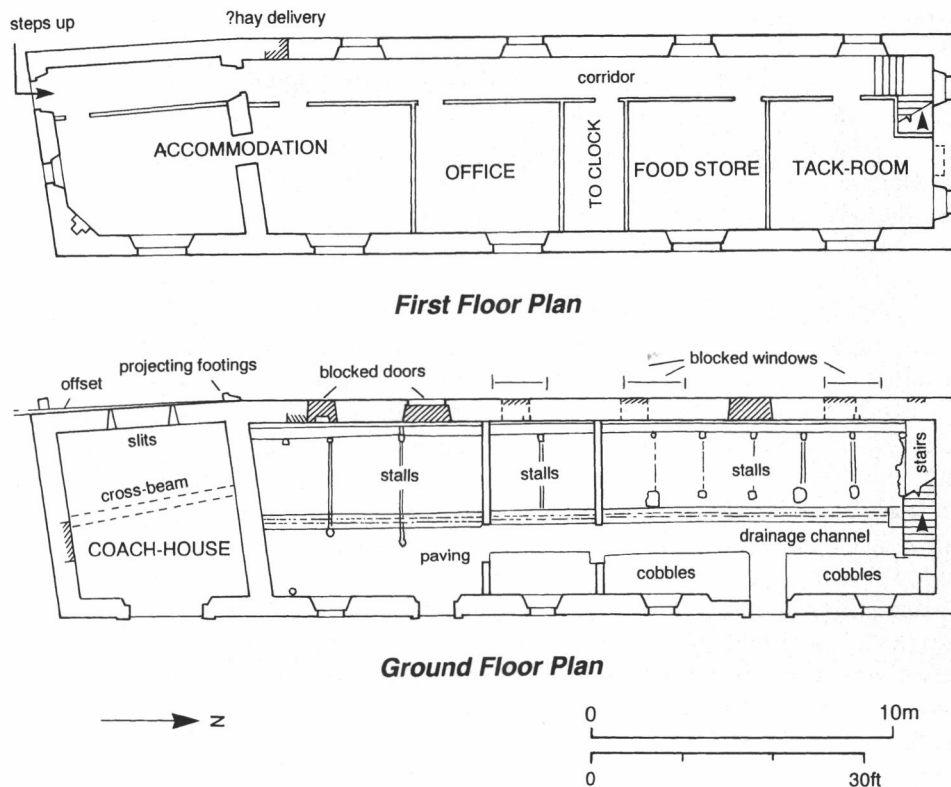 steps up
?hay delivery
corridor
ACCOMMODATION
OFFICE
TO CLOCK
FOOD STORE
TACK-ROOM
First Floor Plan
projecting footings
offset
blocked doors
blocked windows
slits
cross-beam
COACH-HOUSE
stalls
stalls
stalls
stairs
drainage channel
paving
cobbles
cobbles
Ground Floor Plan
N
0 10m
0 30ft